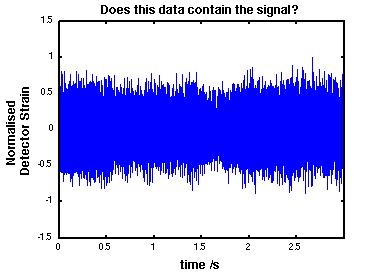 Does this data contain the signal?
1.5
1
0.5
0
-0.5
-1
-1.5
Normalised
Detector Strain
0 0.5 1 1.5 2 2.5
time /s